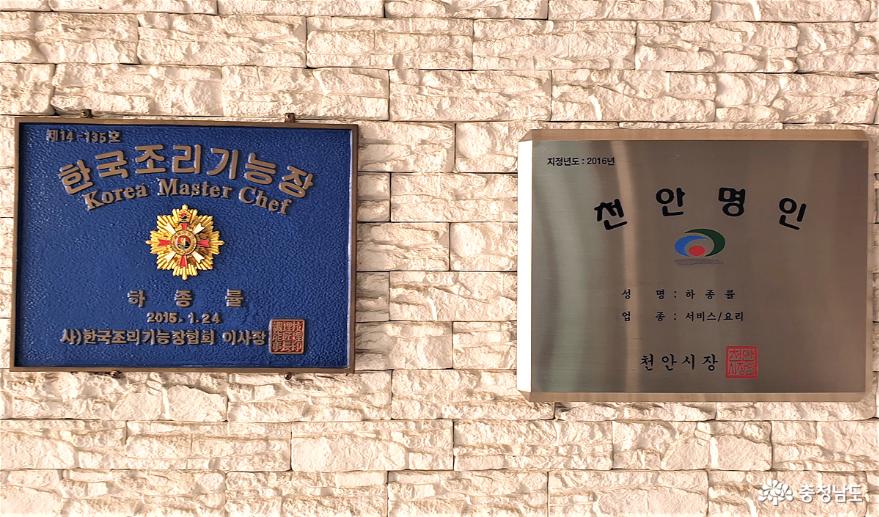 제14-135호
한국조리기능장
Korea Master Chef
하 종 률
2015. 1. 24
사)한국조리기능장협회 이사장
지정년도 : 2016년
천안명인
성 명 : 하 종 률
업 종 : 서비스/요리
천안시장
충청남도